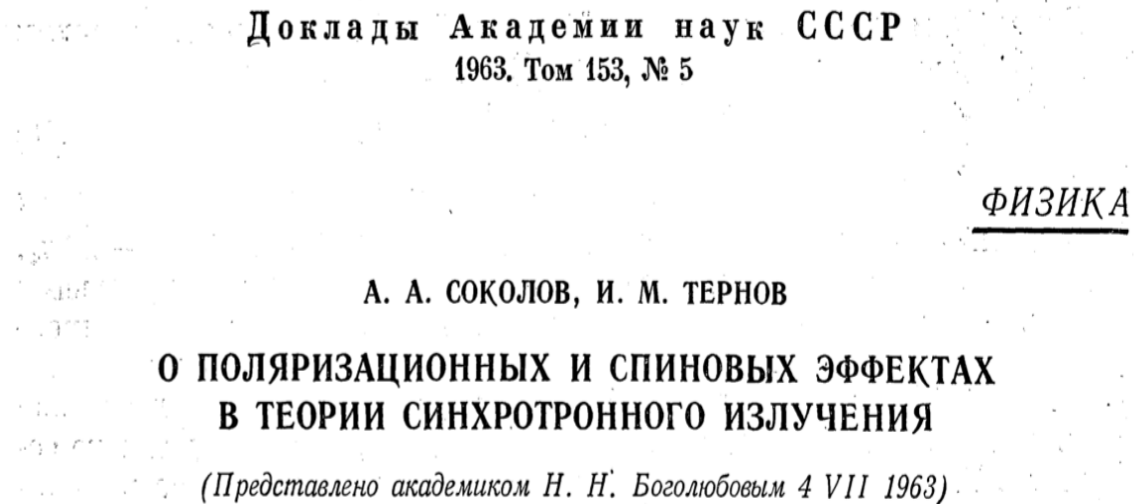 Доклады Академии наук СССР
1963. Том 153, № 5
ФИЗИКА
А. А. СОКОЛОВ, И. М. ТЕРНОВ
О ПОЛЯРИЗАЦИОННЫХ И СПИНОВЫХ ЭФФЕКТАХ
В ТЕОРИИ СИНХРОТРОННОГО ИЗЛУЧЕНИЯ
(Представлено академиком Н. Н. Боголюбовым 4 VII 1963)